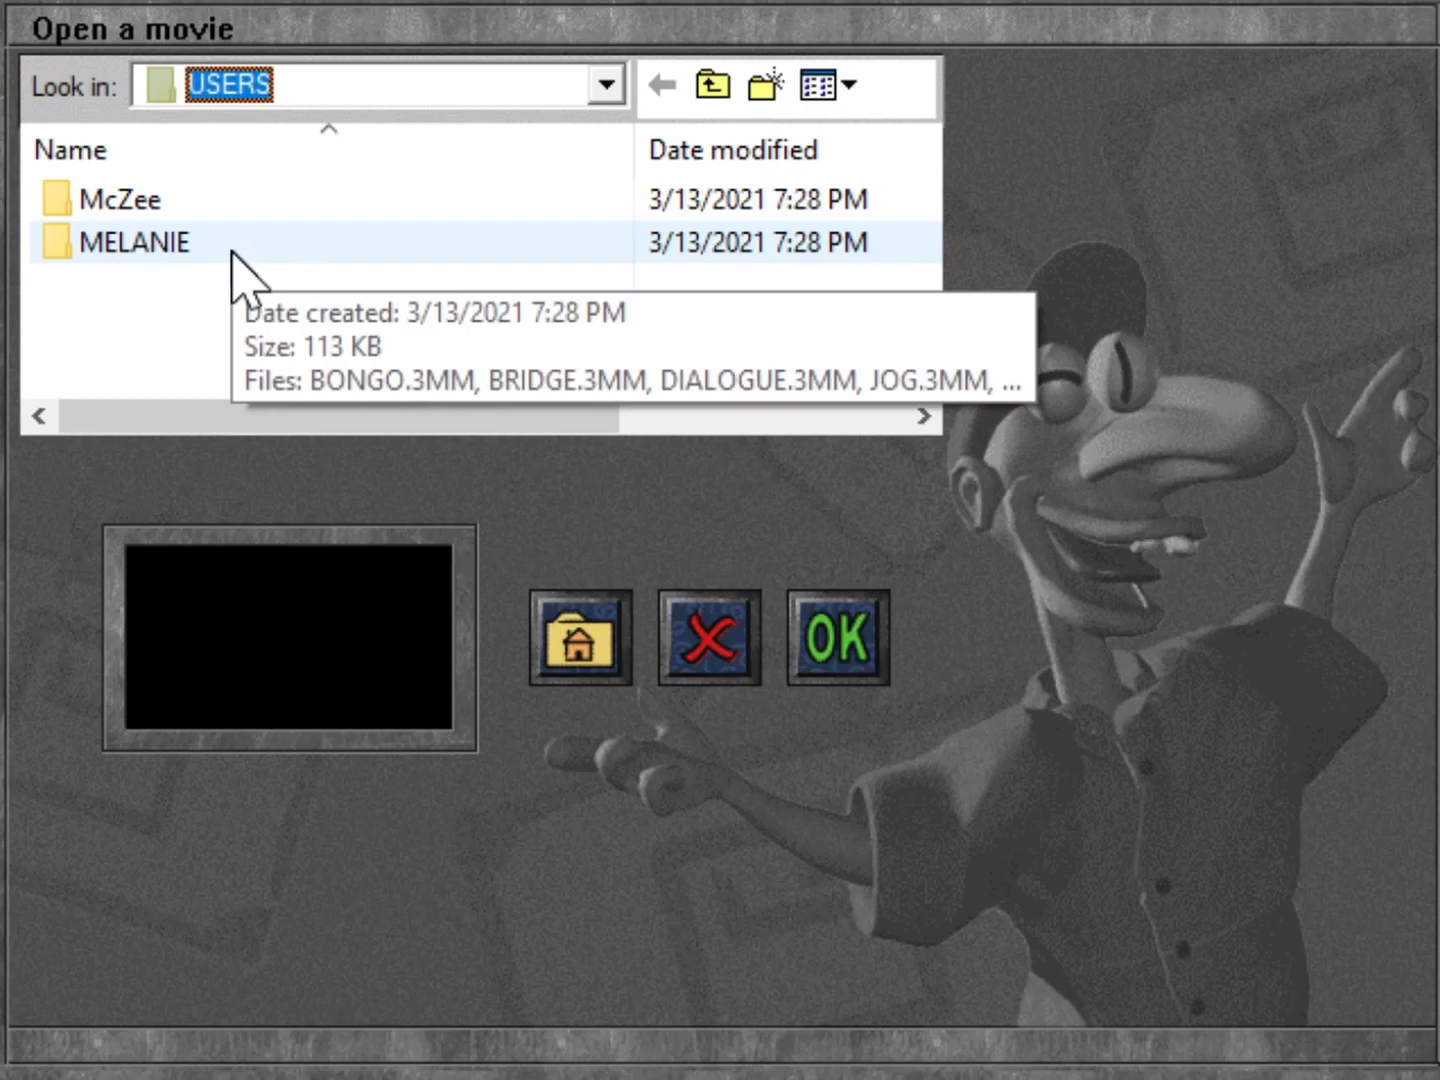 Open a movie
Look in: USERS
Name Date modified
McZee 3/13/2021 7:28 PM
MELANIE 3/13/2021 7:28 PM
Date created: 3/13/2021 7:28 PM
Size: 113 KB
Files: BONGO.3MM, BRIDGE.3MM, DIALOGUE.3MM, JOG.3MM, ...
OK